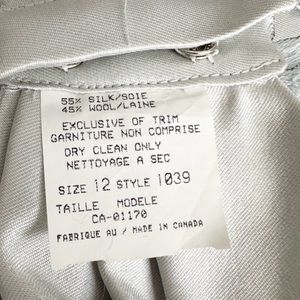 55% SILK/SOIE
45% WOOL/LAINE
EXCLUSIVE OF TRIM
GARNITURE NON COMPRISE
DRY CLEAN ONLY
NETTOYAGE A SEC
SIZE 12 STYLE 1039
TAILLE MODELE
CA-01170
FABRIQUE AU / MADE IN CANADA